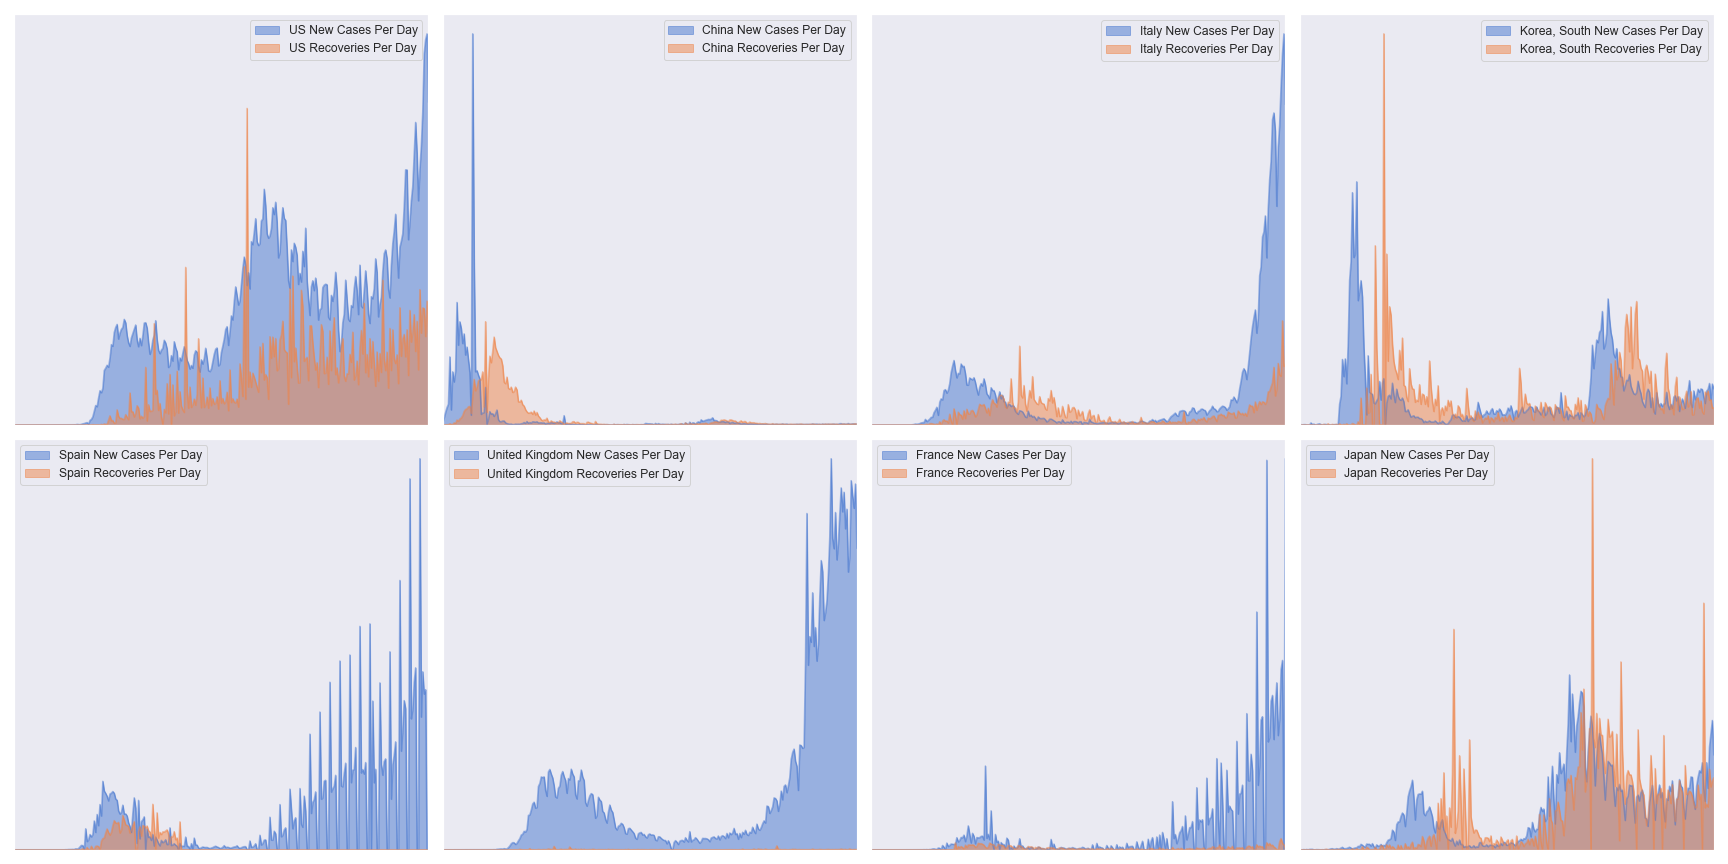 US New Cases Per Day
US Recoveries Per Day
China New Cases Per Day
China Recoveries Per Day
Italy New Cases Per Day
Italy Recoveries Per Day
Korea, South New Cases Per Day
Korea, South Recoveries Per Day
Spain New Cases Per Day
Spain Recoveries Per Day
United Kingdom New Cases Per Day
United Kingdom Recoveries Per Day
France New Cases Per Day
France Recoveries Per Day
Japan New Cases Per Day
Japan Recoveries Per Day